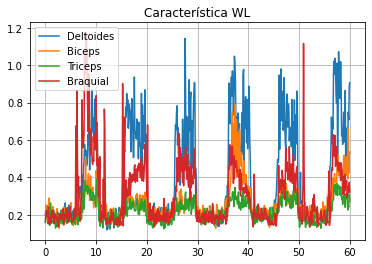 Característica WL
Deltoides
Biceps
Triceps
Braquial
1.2
1.0
0.8
0.6
0.4
0.2
0 10 20 30 40 50 60